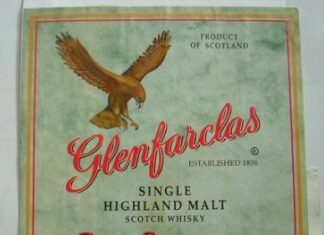 PRODUCT
OF SCOTLAND
Glenfarclas
®
ESTABLISHED 1836
SINGLE
HIGHLAND MALT
SCOTCH WHISKY